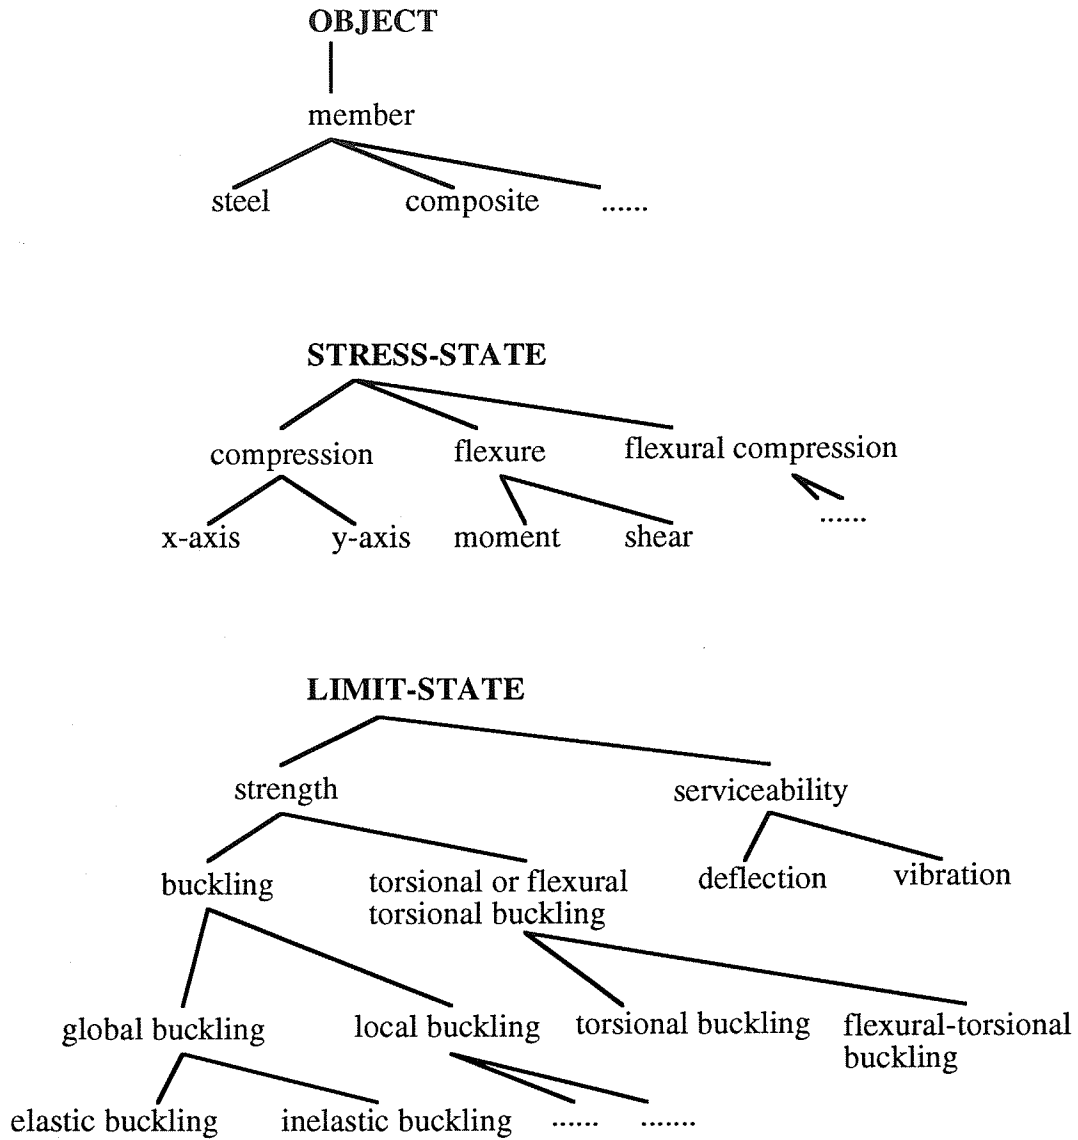 OBJECT
member
steel composite ......
STRESS-STATE
compression flexure flexural compression
x-axis y-axis moment shear ......
LIMIT-STATE
strength serviceability
buckling torsional or flexural deflection vibration
torsional buckling
global buckling local buckling torsional buckling flexural-torsional
buckling
elastic buckling inelastic buckling ...... .......